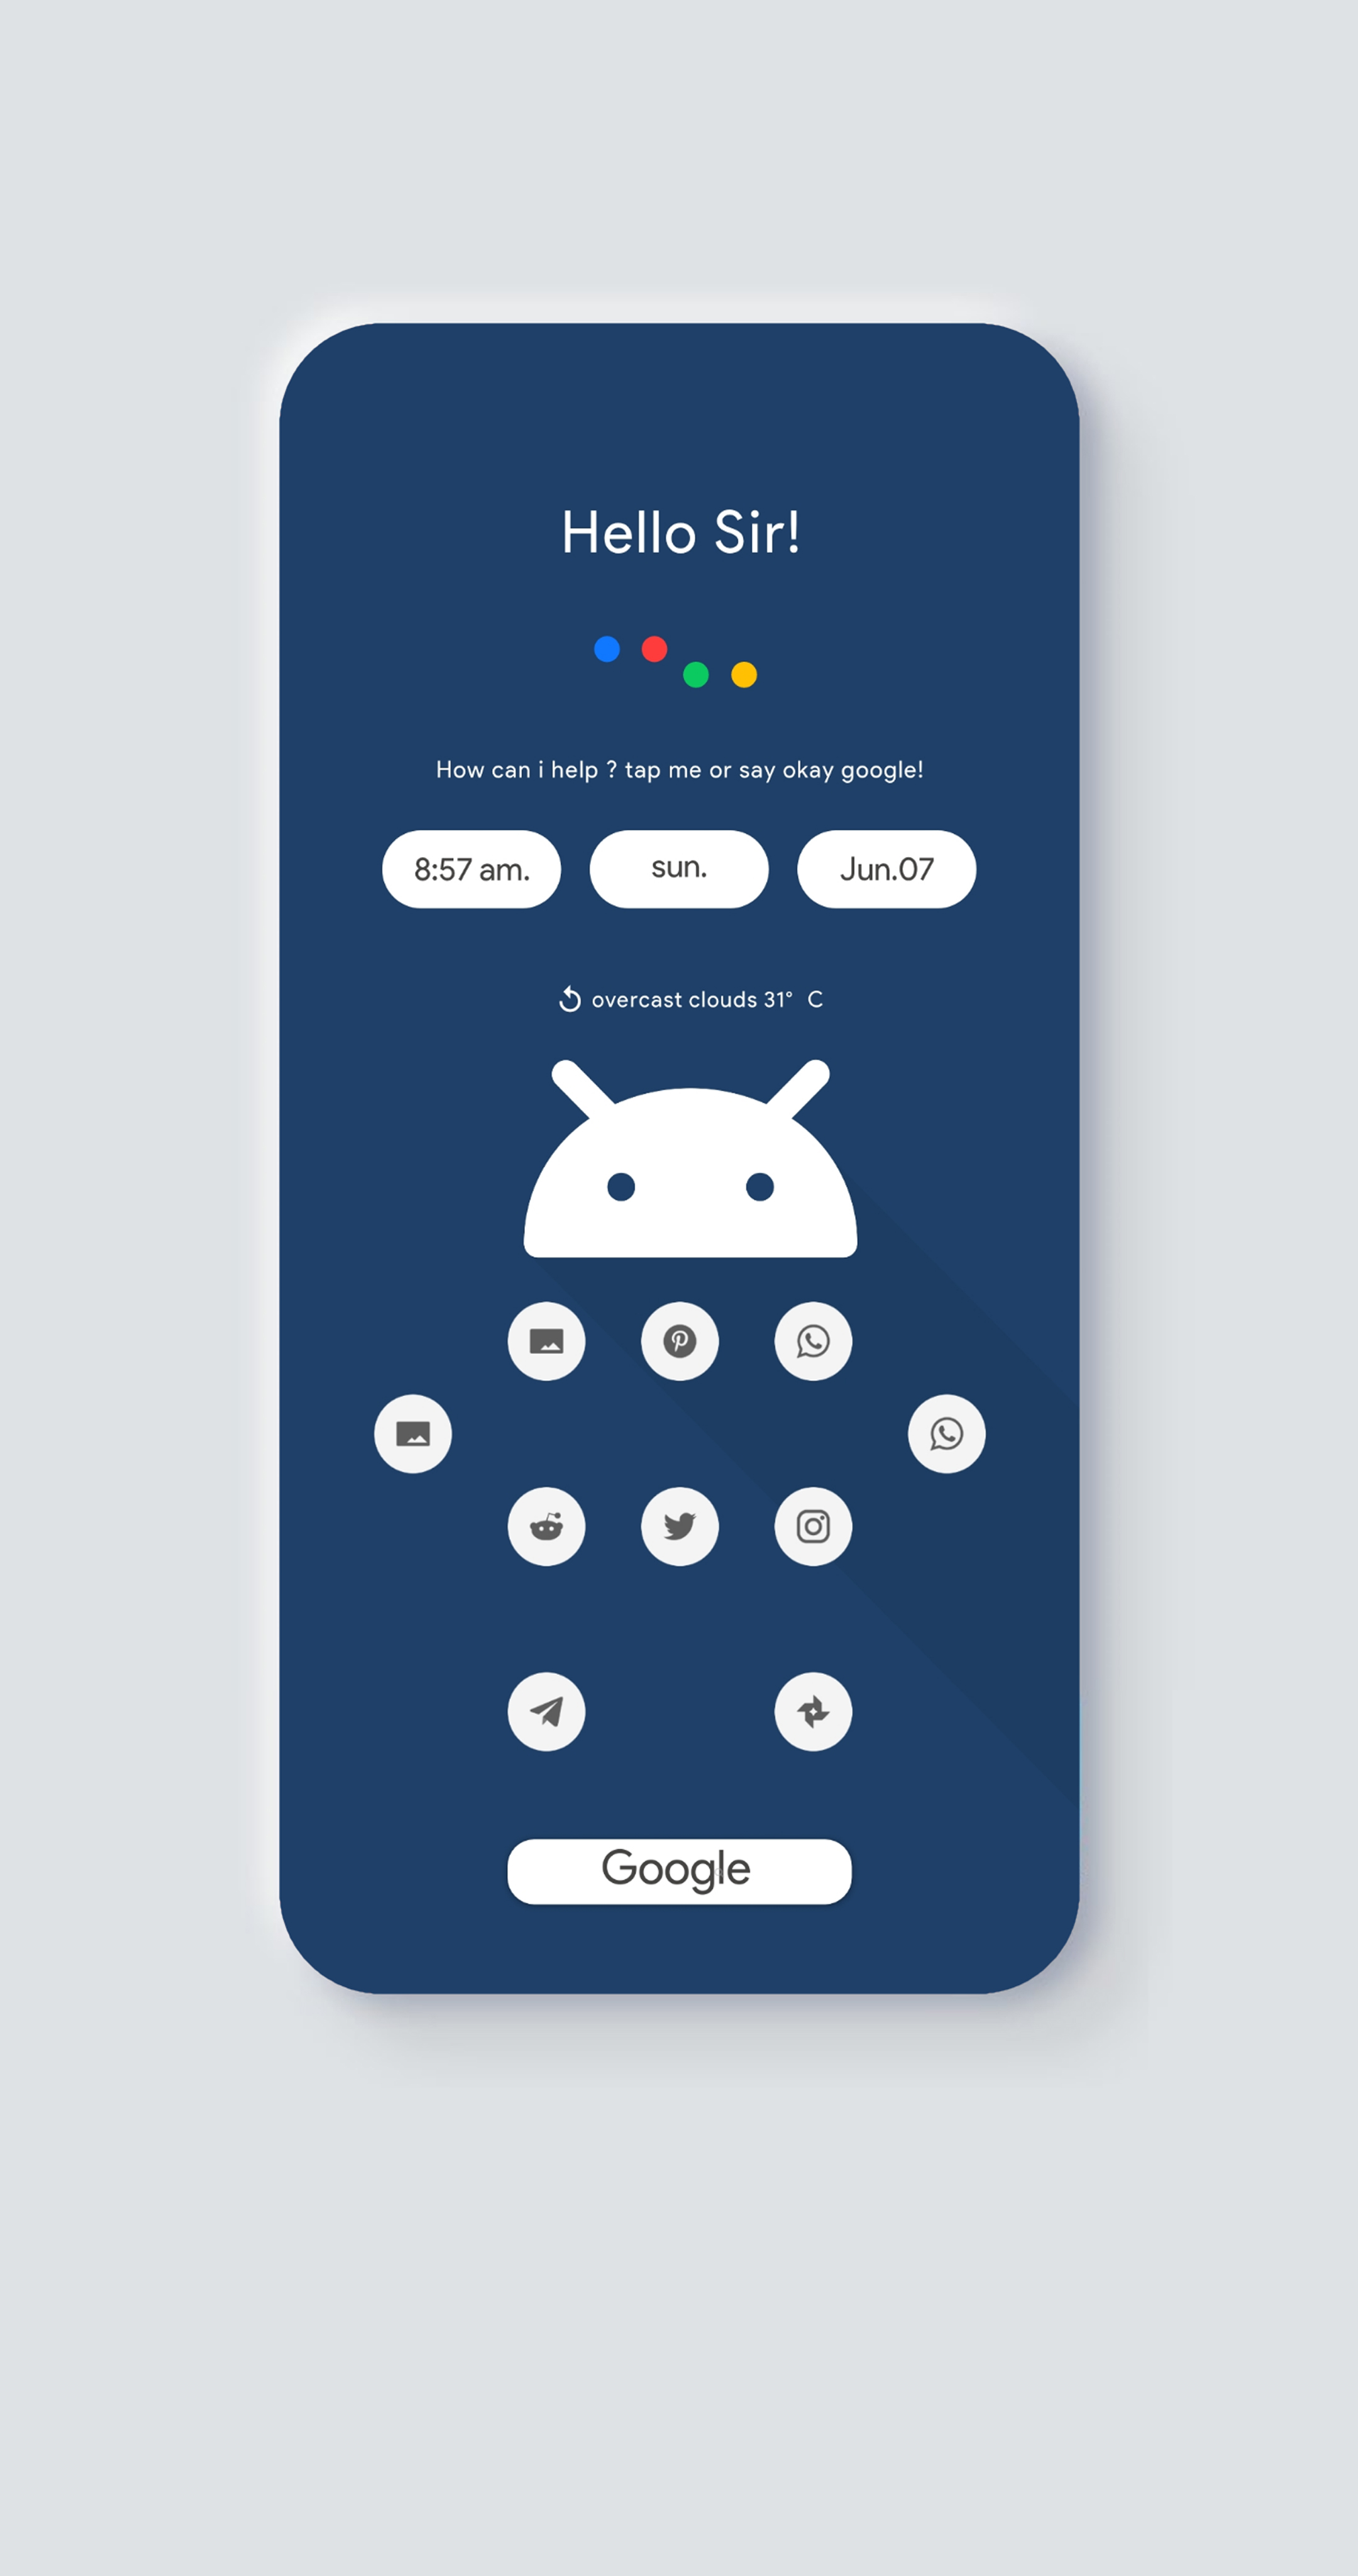 Hello Sir!
How can i help ? tap me or say okay google!
8:57 am.
sun.
Jun.07
overcast clouds 31° C
Google